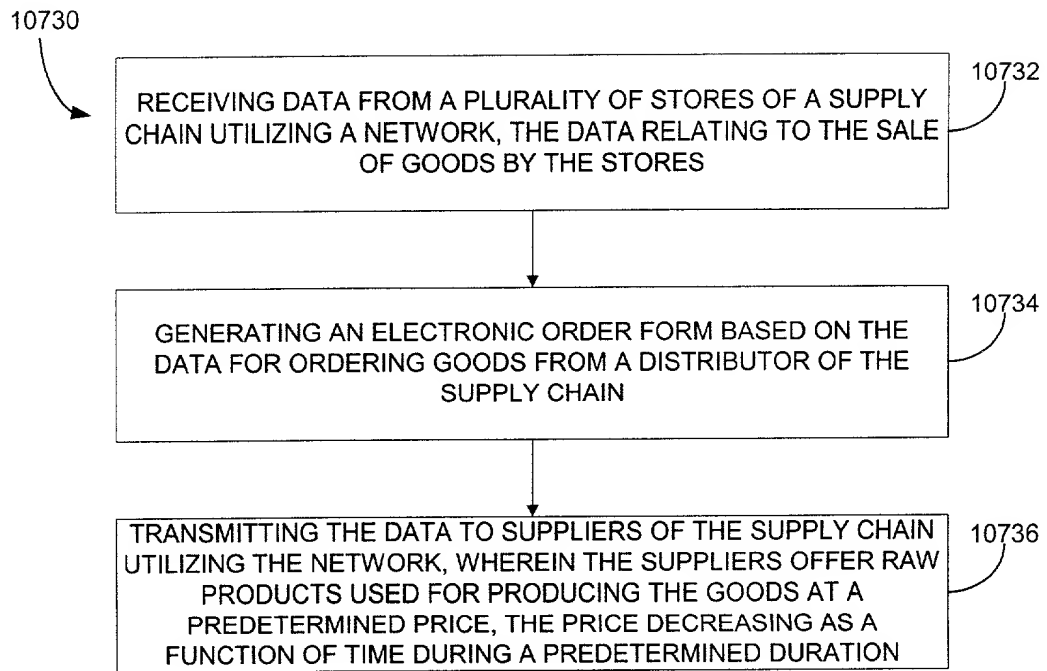 10730
10732
RECEIVING DATA FROM A PLURALITY OF STORES OF A SUPPLY
CHAIN UTILIZING A NETWORK, THE DATA RELATING TO THE SALE
OF GOODS BY THE STORES
10734
GENERATING AN ELECTRONIC ORDER FORM BASED ON THE
DATA FOR ORDERING GOODS FROM A DISTRIBUTOR OF THE
SUPPLY CHAIN
10736
TRANSMITTING THE DATA TO SUPPLIERS OF THE SUPPLY CHAIN
UTILIZING THE NETWORK, WHEREIN THE SUPPLIERS OFFER RAW
PRODUCTS USED FOR PRODUCING THE GOODS AT A
PREDETERMINED PRICE, THE PRICE DECREASING AS A
FUNCTION OF TIME DURING A PREDETERMINED DURATION